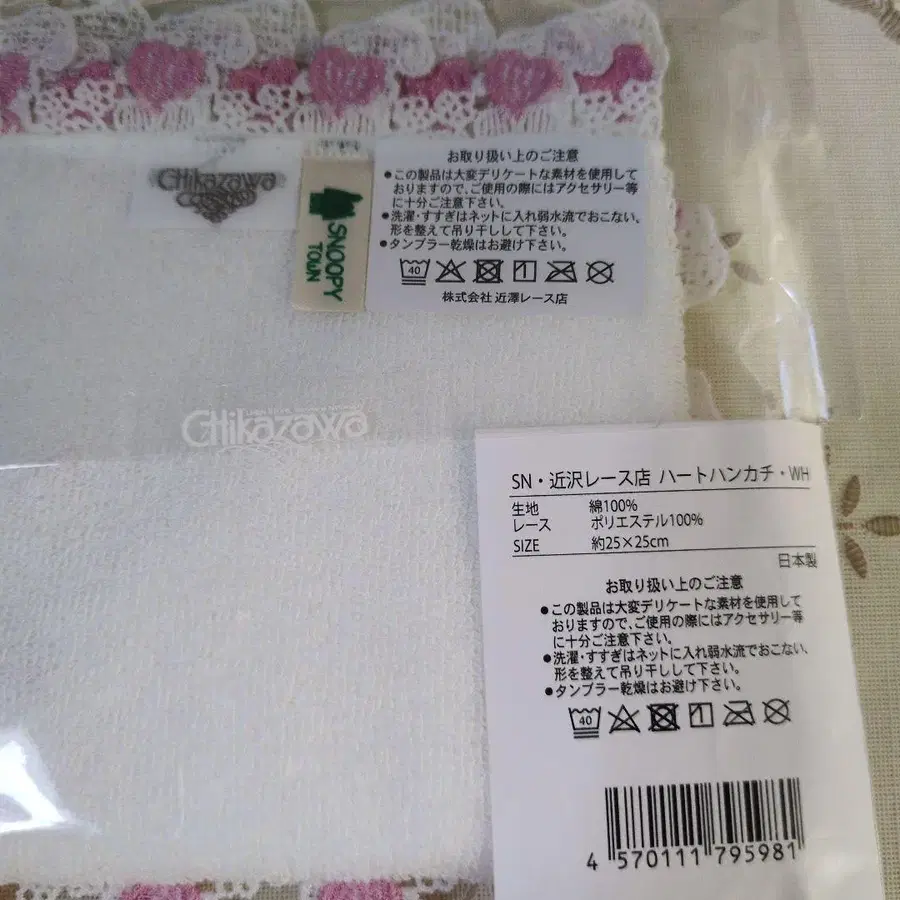 Chikazawa
SNOOPY
TOWN
お取り扱い上のご注意
●この製品は大変デリケートな素材を使用して
おりますので、ご使用の際にはアクセサリー等
に十分ご注意下さい。
●洗濯・すすぎはネットに入れ弱水流でおこない、
形を整えて吊り干しして下さい。
●タンブラー乾燥はお避け下さい。
40
株式会社 近澤レース店
Chikazawa
SN・近沢レース店 ハートハンカチ・WH
生地 綿100%
レース ポリエステル100%
SIZE 約25×25cm
日本製
お取り扱い上のご注意
●この製品は大変デリケートな素材を使用して
おりますので、ご使用の際にはアクセサリー等
に十分ご注意下さい。
●洗濯・すすぎはネットに入れ弱水流でおこない、
形を整えて吊り干しして下さい。
●タンブラー乾燥はお避け下さい。
40
4 570111 795981